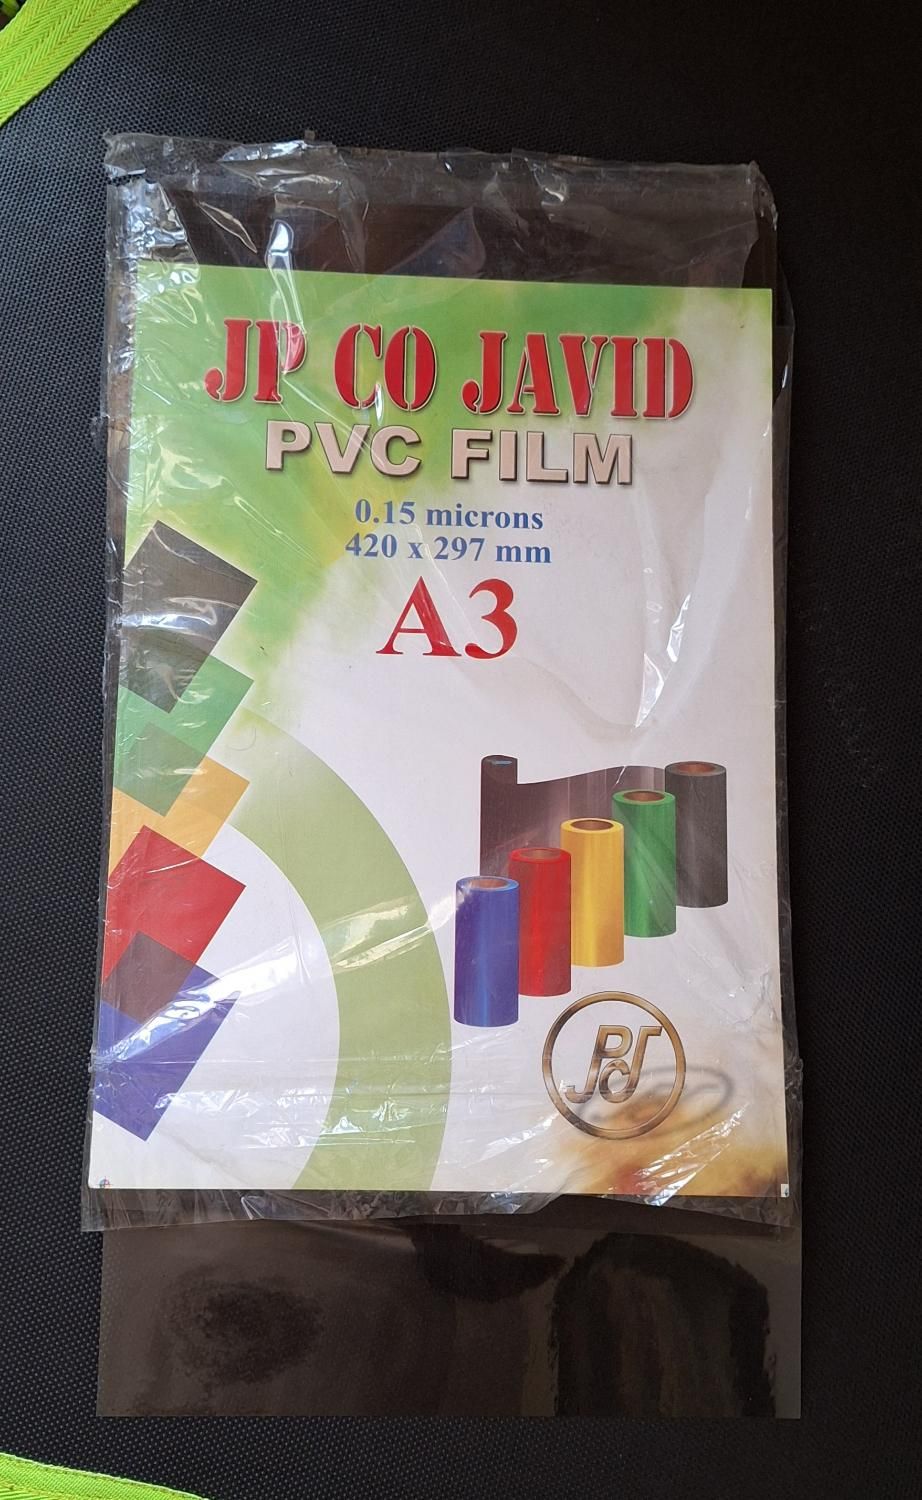 JP CO JAVID
PVC FILM
0.15 microns
420 x 297 mm
A3